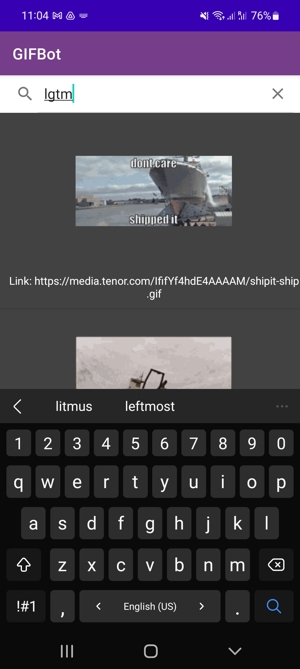 11:04 76%
GIFBot
lgtm
dont care
shipped it
Link: https://media.tenor.com/IfifYf4hdE4AAAAM/shipit-ship
.gif
litmus leftmost ...
1 2 3 4 5 6 7 8 9 0
q w e r t y u i o p
a s d f g h j k l
z x c v b n m
!#1 , < English (US) > .